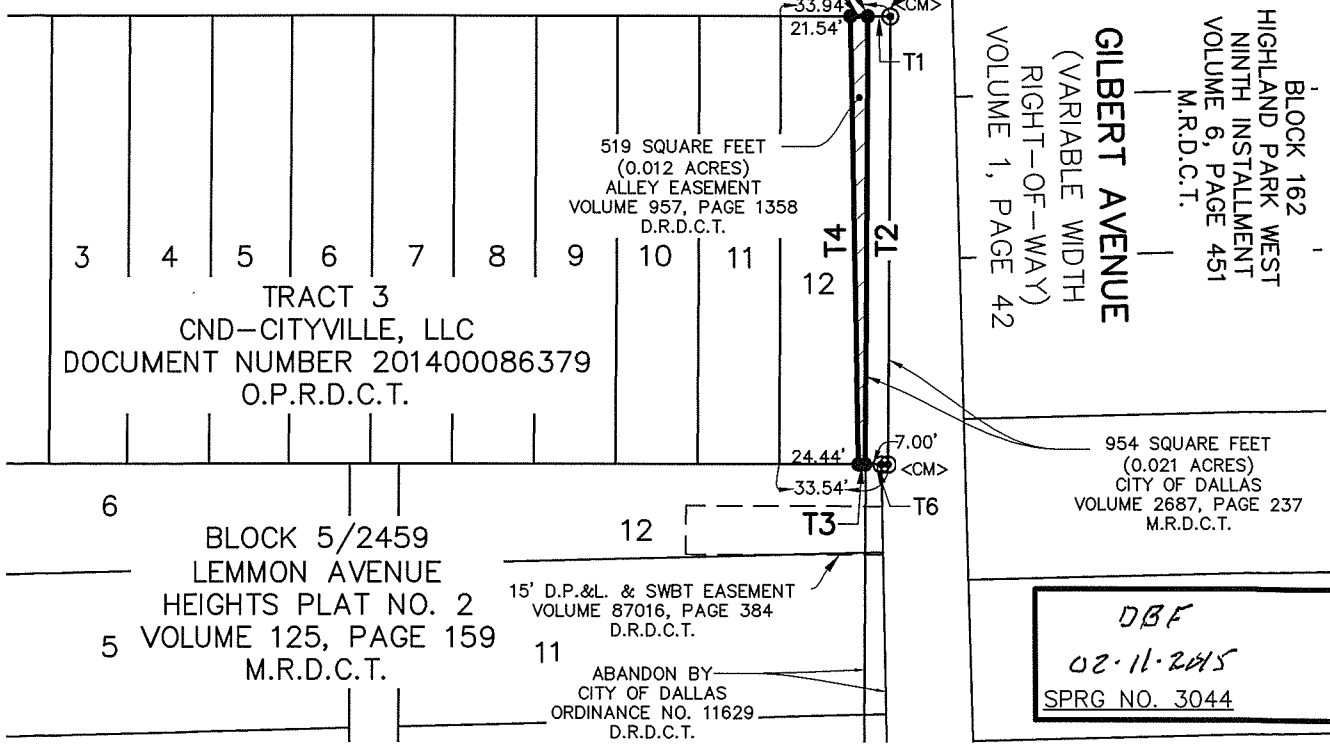 33.94'
<CM>
21.54'
T1
519 SQUARE FEET
(0.012 ACRES)
ALLEY EASEMENT
VOLUME 957, PAGE 1358
D.R.D.C.T.
BLOCK 162
HIGHLAND PARK WEST
NINTH INSTALLMENT
VOLUME 6, PAGE 451
M.R.D.C.T.
GILBERT AVENUE
(VARIABLE WIDTH
RIGHT-OF-WAY)
VOLUME 1, PAGE 42
T4
T2
3 4 5 6 7 8 9 10 11 12
TRACT 3
CND-CITYVILLE, LLC
DOCUMENT NUMBER 201400086379
O.P.R.D.C.T.
24.44'
7.00'
<CM>
33.54'
T3
T6
954 SQUARE FEET
(0.021 ACRES)
CITY OF DALLAS
VOLUME 2687, PAGE 237
M.R.D.C.T.
6
12
BLOCK 5/2459
LEMMON AVENUE
HEIGHTS PLAT NO. 2
VOLUME 125, PAGE 159
M.R.D.C.T.
5
11
15' D.P.&L. & SWBT EASEMENT
VOLUME 87016, PAGE 384
D.R.D.C.T.
ABANDON BY
CITY OF DALLAS
ORDINANCE NO. 11629
D.R.D.C.T.
DBF
02.11.2015
SPRG NO. 3044